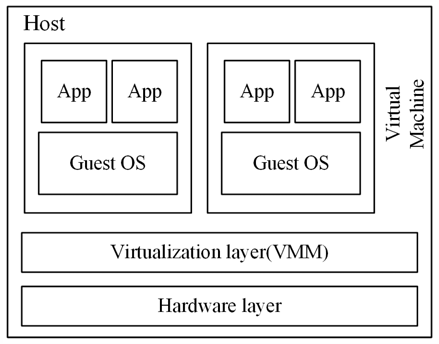 Host
App App
Guest OS
App App
Guest OS
Virtual
Machine
Virtualization layer(VMM)
Hardware layer